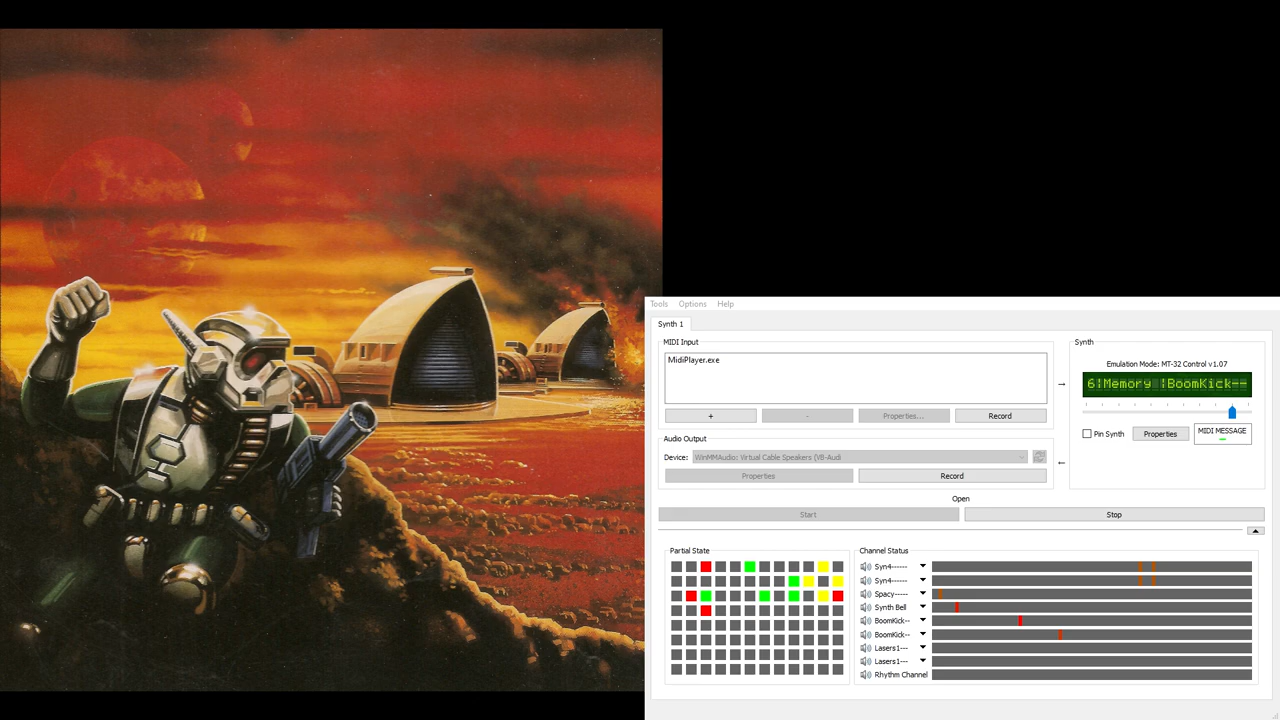 Tools Options Help
Synth 1
MIDI Input
MidiPlayer.exe
+ - Properties... Record
Audio Output
Device: WinMMAudio: Virtual Cable Speakers (VB-Audi
Properties Record
Synth
Emulation Mode: MT-32 Control v1.07
6|Memory |BoomKick--
Pin Synth Properties MIDI MESSAGE
Open
Start Stop
Partial State
Channel Status
Syn4------
Syn4------
Spacy-----
Synth Bell
BoomKick--
BoomKick--
Lasers1---
Lasers1---
Rhythm Channel